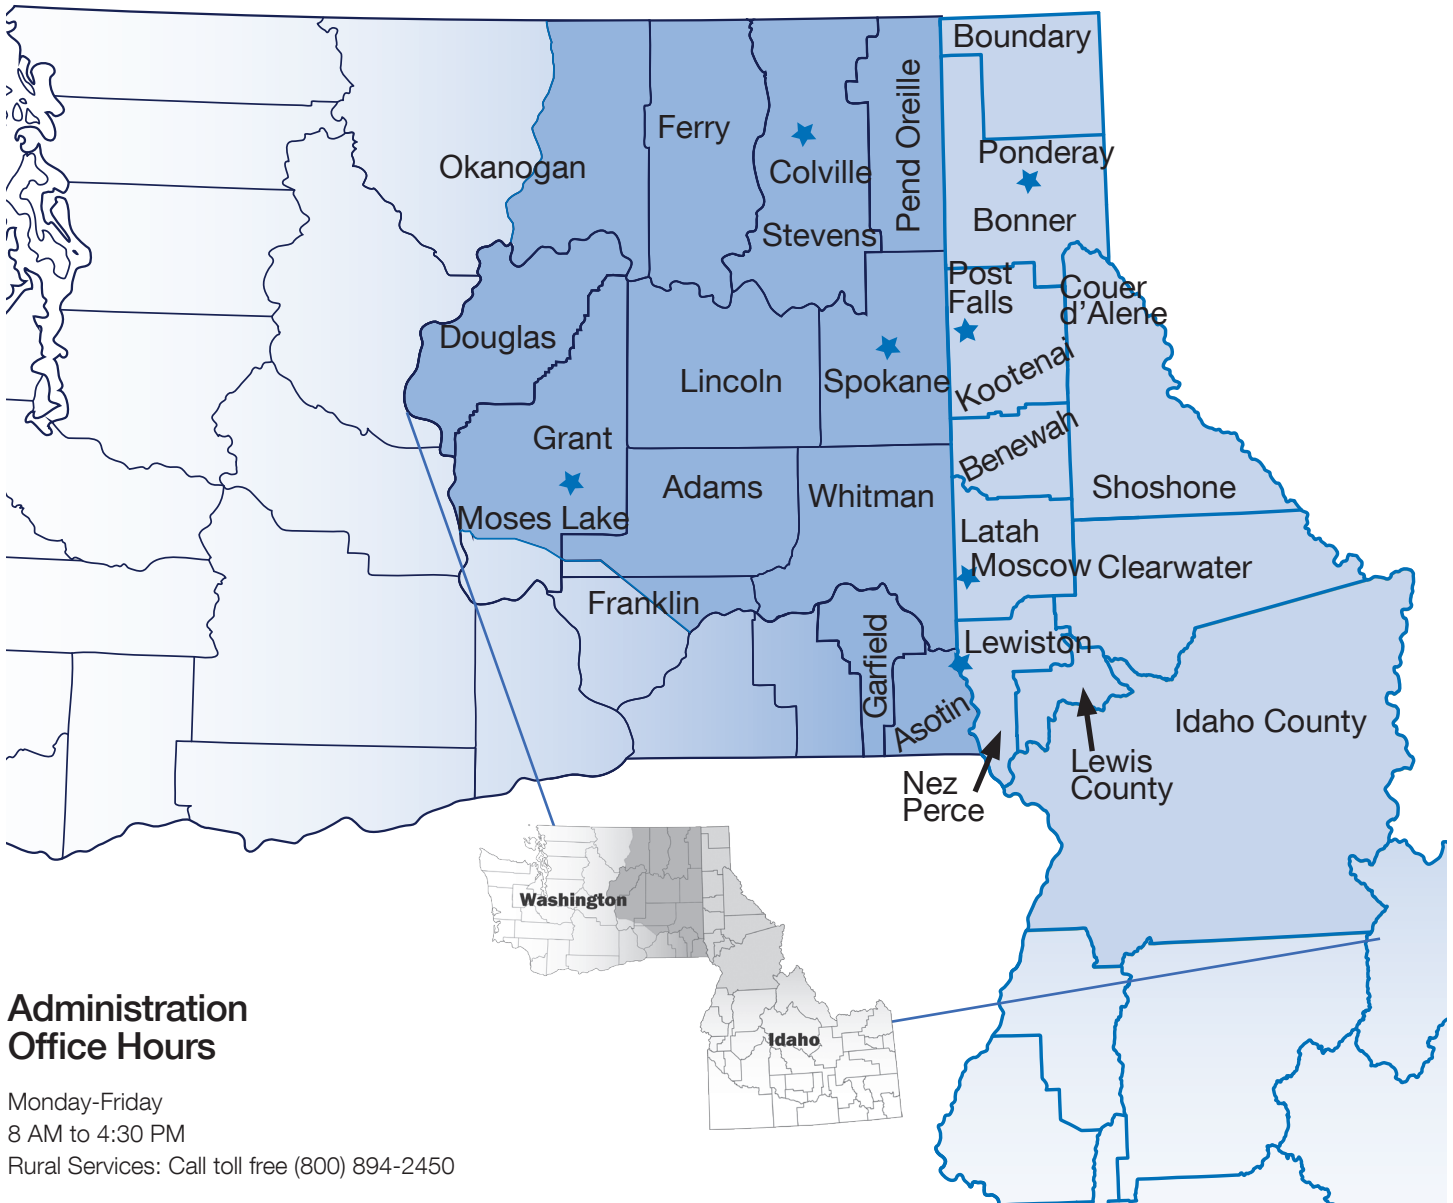 Boundary
Ferry
Pend Oreille
Ponderay
Okanogan
Colville
Bonner
Stevens
Post
Falls
Couer
d'Alene
Douglas
Lincoln
Spokane
Kootenai
Grant
Benewah
Adams
Whitman
Shoshone
Moses Lake
Latah
Moscow
Clearwater
Franklin
Garfield
Lewiston
Asotin
Idaho County
Nez
Perce
Lewis
County
Washington
Idaho
Administration
Office Hours
Monday-Friday
8 AM to 4:30 PM
Rural Services: Call toll free (800) 894-2450